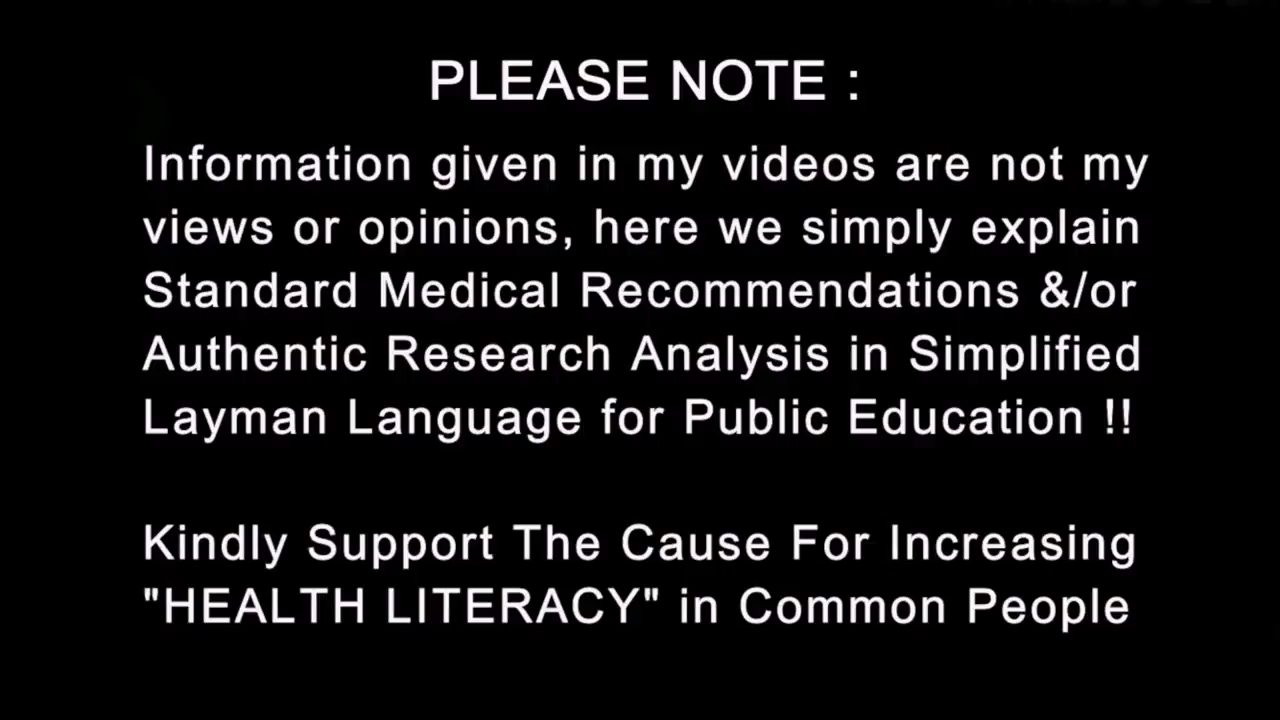 PLEASE NOTE :
Information given in my videos are not my
views or opinions, here we simply explain
Standard Medical Recommendations &/or
Authentic Research Analysis in Simplified
Layman Language for Public Education !!
Kindly Support The Cause For Increasing
"HEALTH LITERACY" in Common People